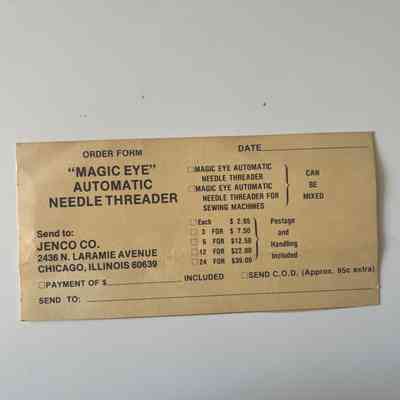 ORDER FORM
DATE
"MAGIC EYE"
AUTOMATIC
NEEDLE THREADER
MAGIC EYE AUTOMATIC
NEEDLE THREADER
MAGIC EYE AUTOMATIC
NEEDLE THREADER FOR
SEWING MACHINES
CAN
BE
MIXED
Send to:
JENCO CO.
2436 N. LARAMIE AVENUE
CHICAGO, ILLINOIS 60639
Each $ 2.65
3 FOR $ 7.50
6 FOR $12.50
12 FOR $22.80
24 FOR $39.00
Postage
and
Handling
Included
PAYMENT OF $ INCLUDED
SEND C.O.D. (Approx. 95c extra)
SEND TO: